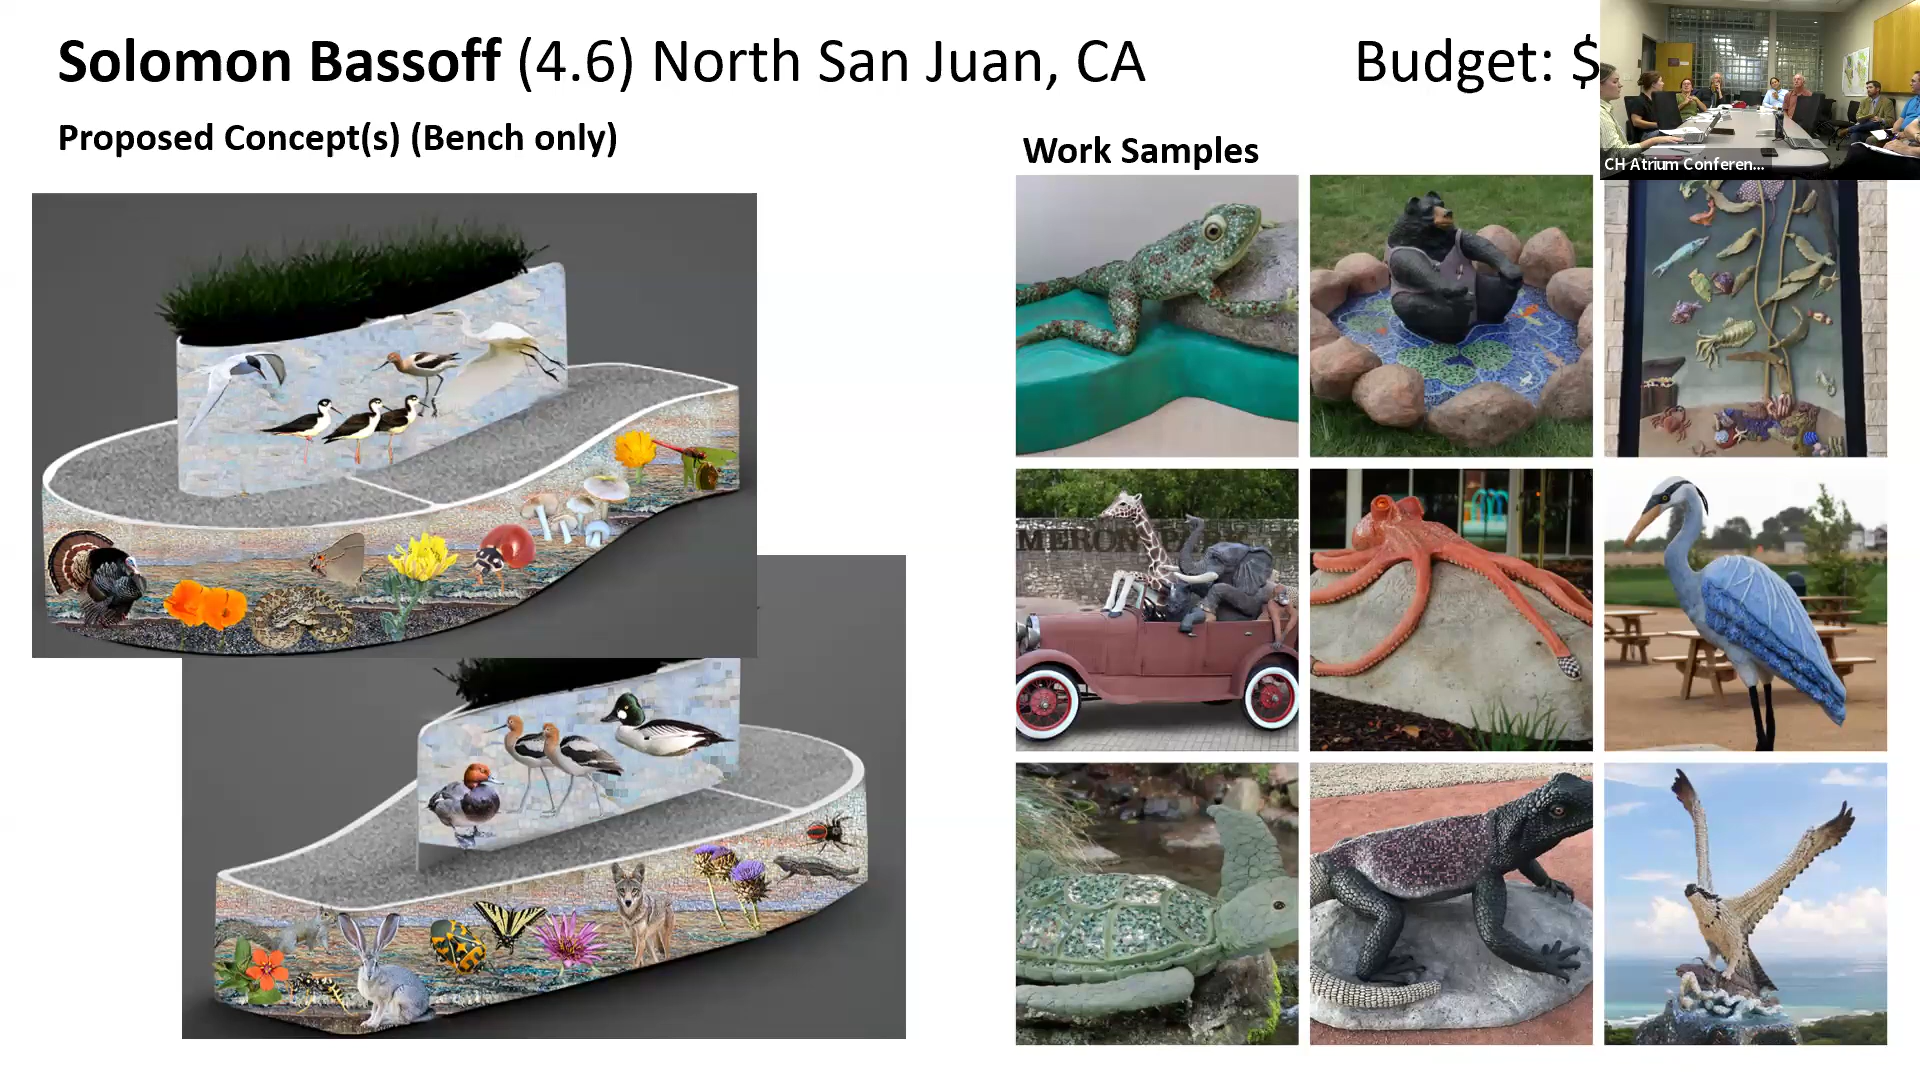 Solomon Bassoff (4.6) North San Juan, CA
Budget: $
Proposed Concept(s) (Bench only)
Work Samples
CH Atrium Conferen...